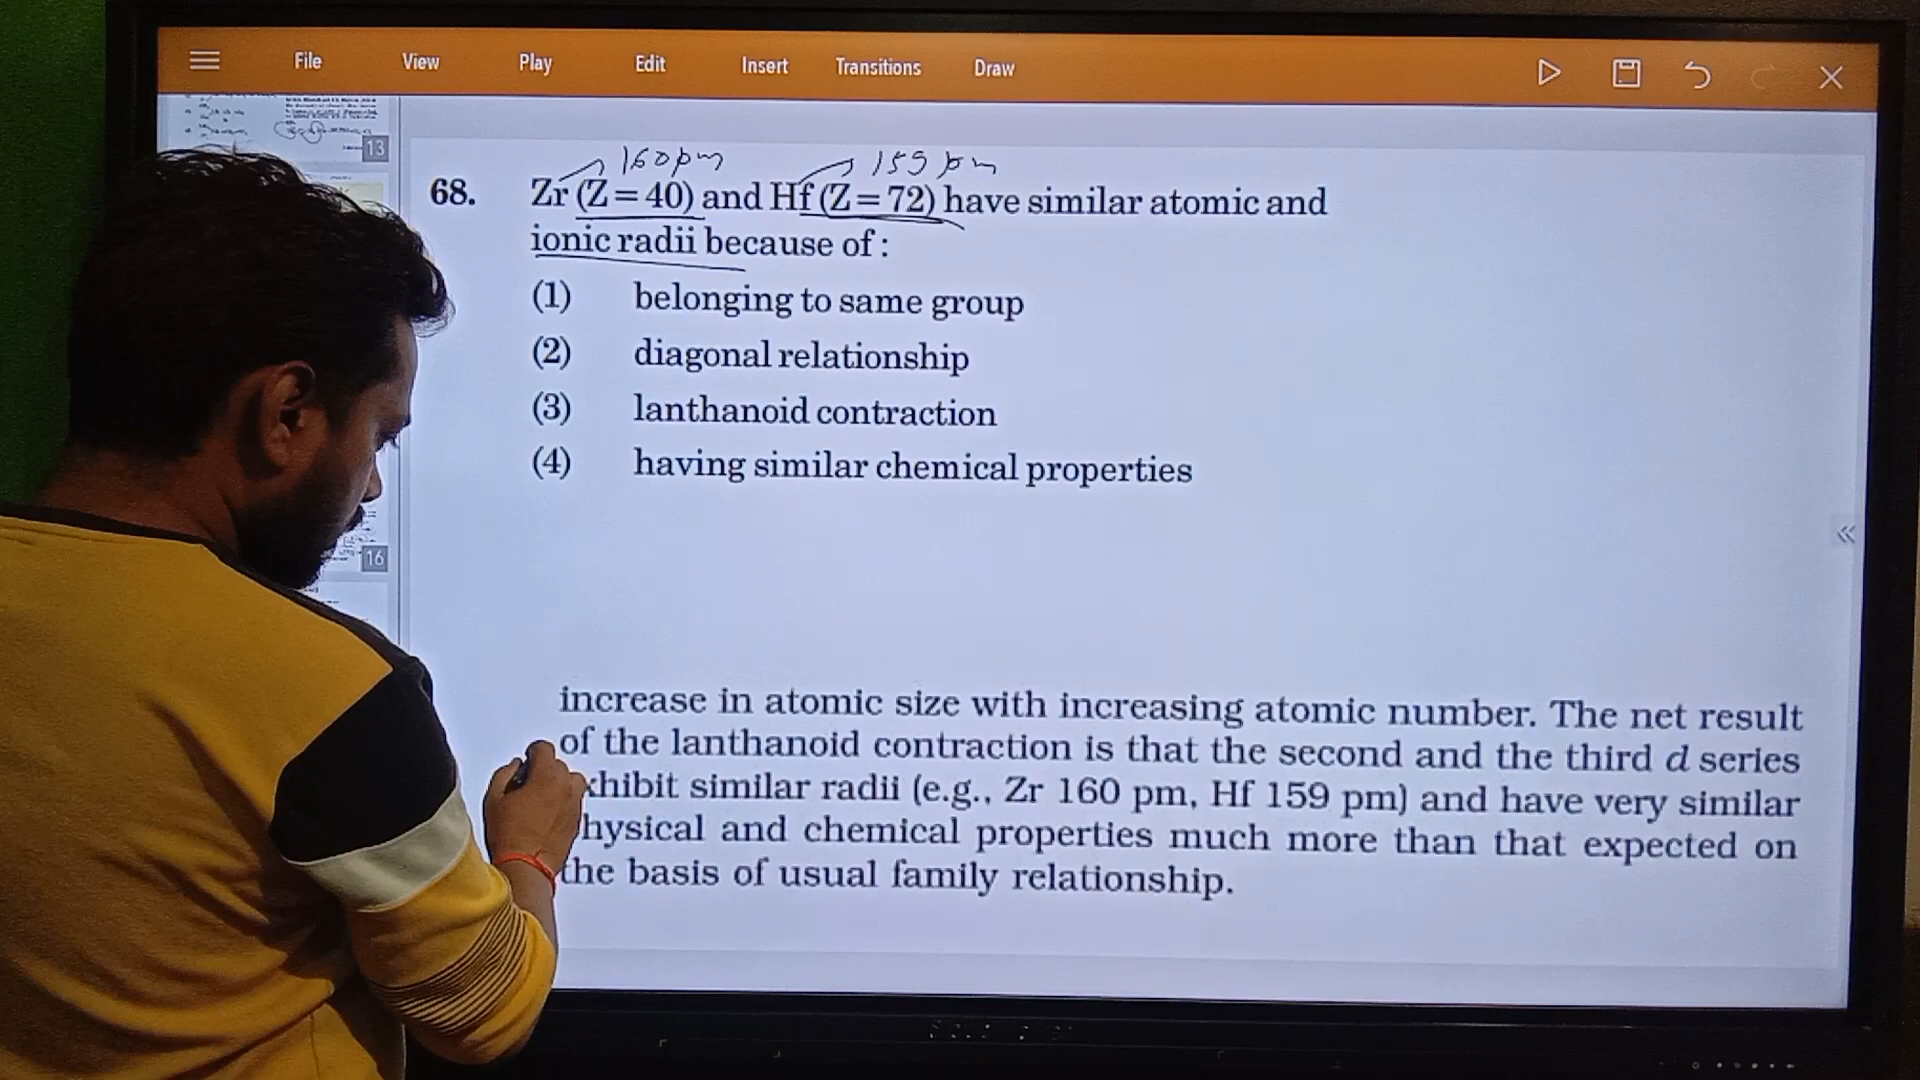 File View Play Edit Insert Transitions Draw
13
160pm 159 pm
68. Zr (Z = 40) and Hf (Z = 72) have similar atomic and
ionic radii because of :
(1) belonging to same group
(2) diagonal relationship
(3) lanthanoid contraction
(4) having similar chemical properties
16
increase in atomic size with increasing atomic number. The net result
of the lanthanoid contraction is that the second and the third d series
xhibit similar radii (e.g., Zr 160 pm, Hf 159 pm) and have very similar
hysical and chemical properties much more than that expected on
the basis of usual family relationship.